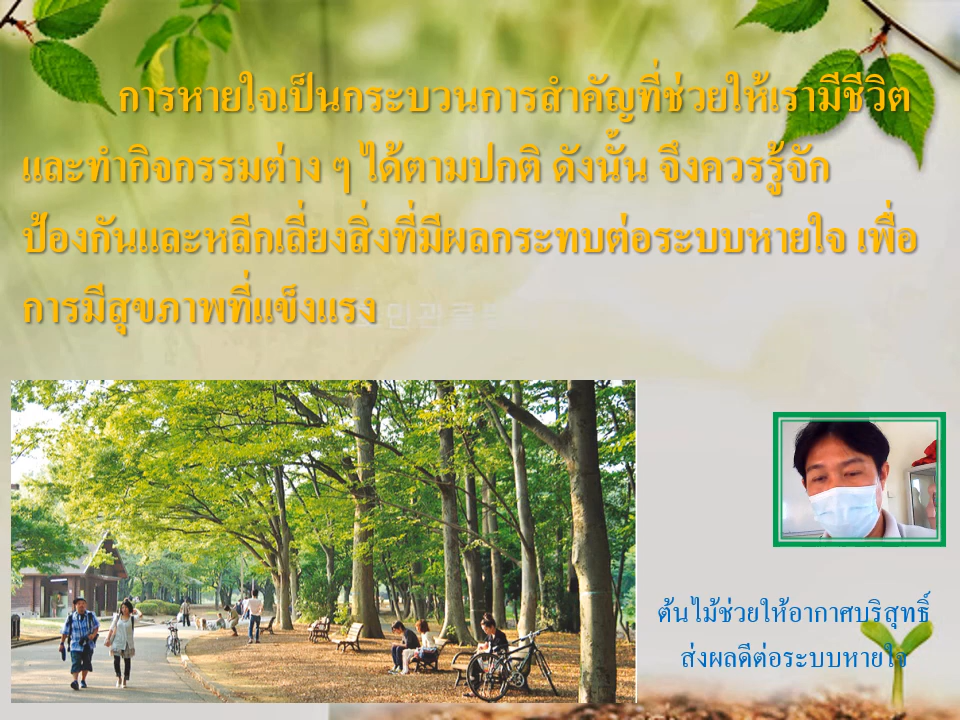 การหายใจเป็นกระบวนการสำคัญที่ช่วยให้เรามีชีวิต
และทำกิจกรรมต่าง ๆ ได้ตามปกติ ดังนั้น จึงควรรู้จัก
ป้องกันและหลีกเลี่ยงสิ่งที่มีผลกระทบต่อระบบหายใจ เพื่อ
การมีสุขภาพที่แข็งแรง
ต้นไม้ช่วยให้อากาศบริสุทธิ์
ส่งผลดีต่อระบบหายใจ